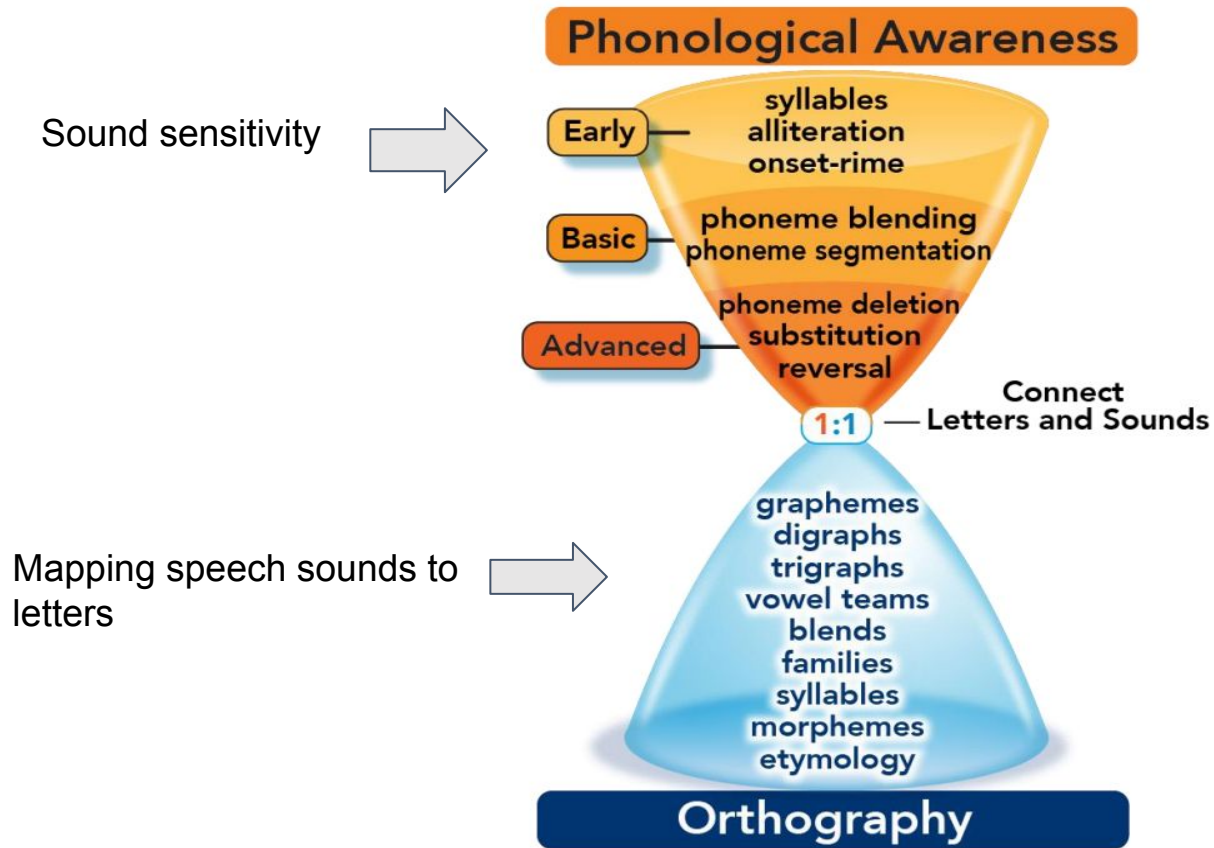 Phonological Awareness
Sound sensitivity
Early
syllables
alliteration
onset-rime
Basic
phoneme blending
phoneme segmentation
Advanced
phoneme deletion
substitution
reversal
1:1
Connect
Letters and Sounds
Mapping speech sounds to
letters
graphemes
digraphs
trigraphs
vowel teams
blends
families
syllables
morphemes
etymology
Orthography